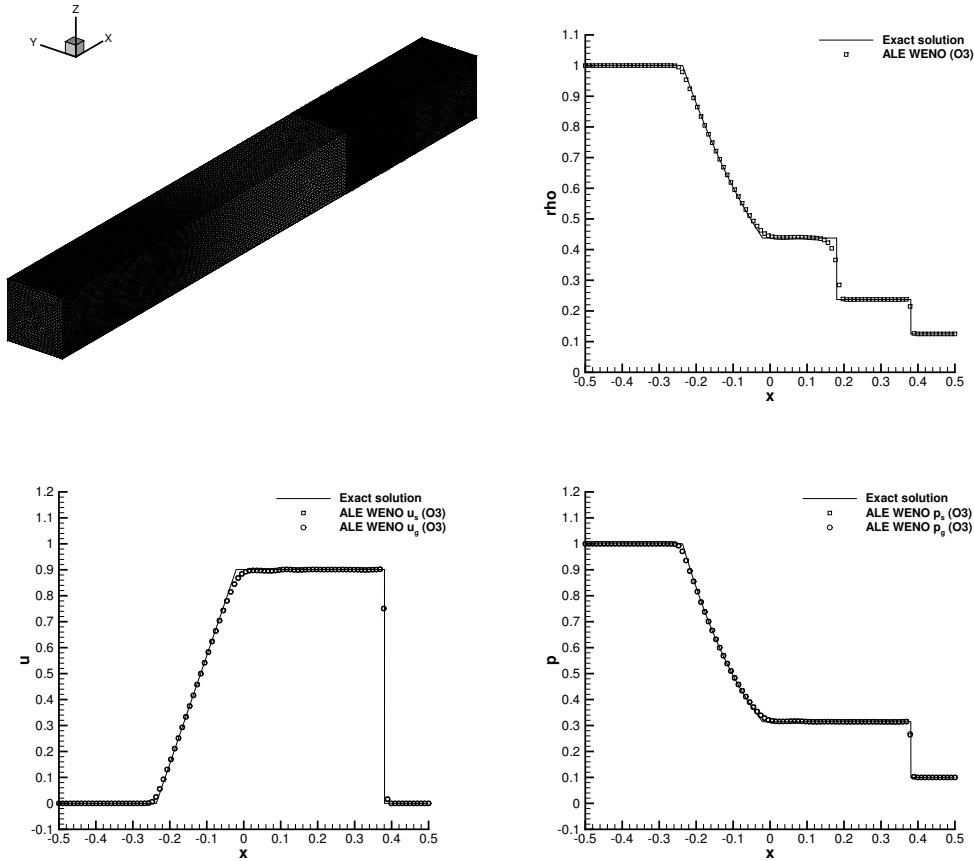 Z
Y
X
Exact solution
ALE WENO (O3)
rho
1.1
1
0.9
0.8
0.7
0.6
0.5
0.4
0.3
0.2
0.1
0
-0.5 -0.4 -0.3 -0.2 -0.1 0 0.1 0.2 0.3 0.4 0.5
x
Exact solution
ALE WENO u_s (O3)
ALE WENO u_g (O3)
u
1.2
1.1
1
0.9
0.8
0.7
0.6
0.5
0.4
0.3
0.2
0.1
0
-0.1
-0.5 -0.4 -0.3 -0.2 -0.1 0 0.1 0.2 0.3 0.4 0.5
x
Exact solution
ALE WENO p_s (O3)
ALE WENO p_g (O3)
p
1.2
1.1
1
0.9
0.8
0.7
0.6
0.5
0.4
0.3
0.2
0.1
0
-0.1
-0.5 -0.4 -0.3 -0.2 -0.1 0 0.1 0.2 0.3 0.4 0.5
x